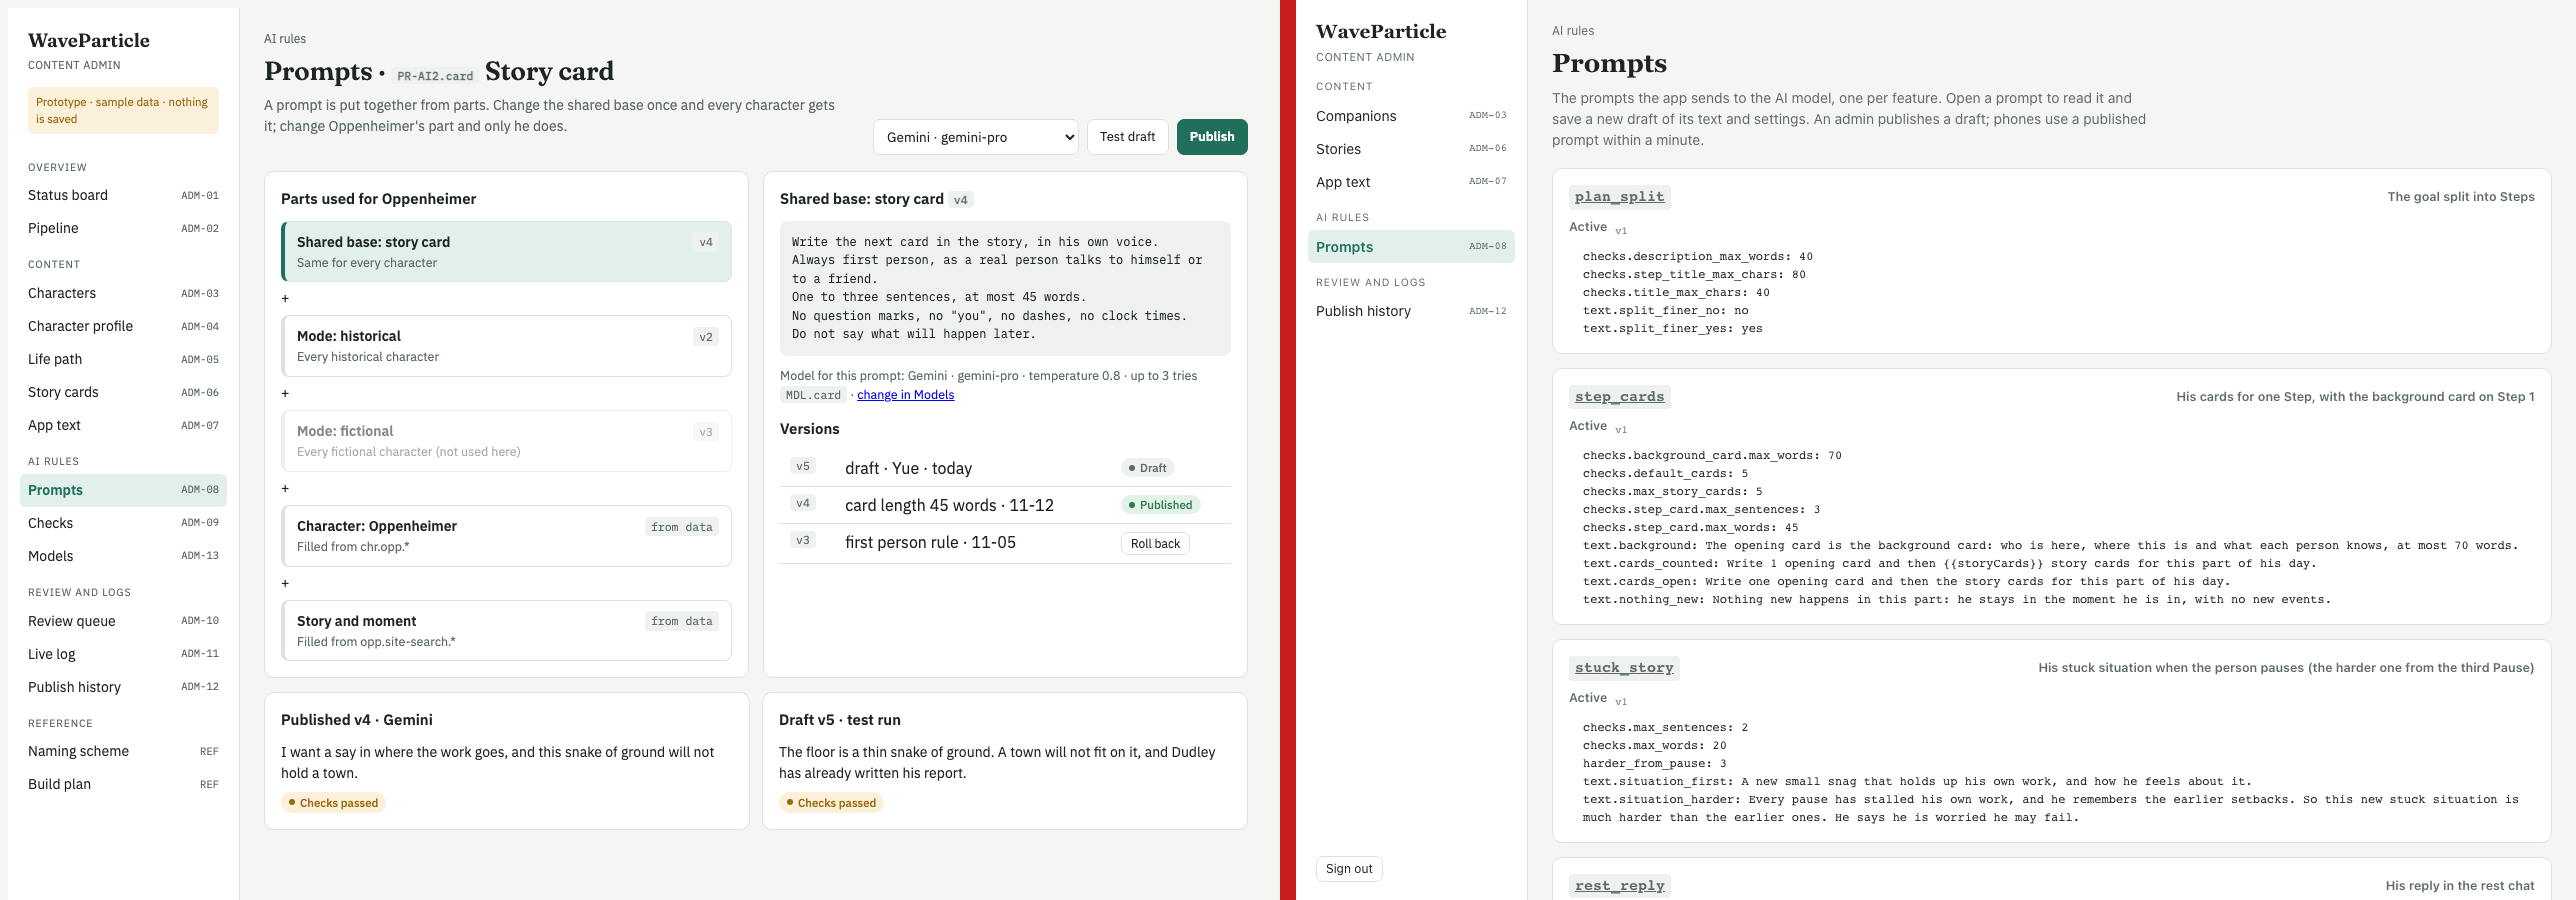 WaveParticle
CONTENT ADMIN
Prototype · sample data · nothing
is saved
OVERVIEW
Status board ADM-01
Pipeline ADM-02
CONTENT
Characters ADM-03
Character profile ADM-04
Life path ADM-05
Story cards ADM-06
App text ADM-07
AI RULES
Prompts ADM-08
Checks ADM-09
Models ADM-13
REVIEW AND LOGS
Review queue ADM-10
Live log ADM-11
Publish history ADM-12
REFERENCE
Naming scheme REF
Build plan REF
AI rules
Prompts · PR-AI2.card Story card
A prompt is put together from parts. Change the shared base once and every character gets
it; change Oppenheimer's part and only he does.
Gemini · gemini-pro
Test draft
Publish
Parts used for Oppenheimer
Shared base: story card v4
Same for every character
+
Mode: historical v2
Every historical character
+
Mode: fictional v3
Every fictional character (not used here)
+
Character: Oppenheimer from data
Filled from chr.opp.*
+
Story and moment from data
Filled from opp.site-search.*
Shared base: story card v4
Write the next card in the story, in his own voice.
Always first person, as a real person talks to himself or
to a friend.
One to three sentences, at most 45 words.
No question marks, no "you", no dashes, no clock times.
Do not say what will happen later.
Model for this prompt: Gemini · gemini-pro · temperature 0.8 · up to 3 tries
MDL.card · change in Models
Versions
v5 draft · Yue · today Draft
v4 card length 45 words · 11-12 Published
v3 first person rule · 11-05 Roll back
Published v4 · Gemini
I want a say in where the work goes, and this snake of ground will not
hold a town.
Checks passed
Draft v5 · test run
The floor is a thin snake of ground. A town will not fit on it, and Dudley
has already written his report.
Checks passed
WaveParticle
CONTENT ADMIN
CONTENT
Companions ADM-03
Stories ADM-06
App text ADM-07
AI RULES
Prompts ADM-08
REVIEW AND LOGS
Publish history ADM-12
Sign out
AI rules
Prompts
The prompts the app sends to the AI model, one per feature. Open a prompt to read it and
save a new draft of its text and settings. An admin publishes a draft; phones use a published
prompt within a minute.
plan_split The goal split into Steps
Active v1
checks.description_max_words: 40
checks.step_title_max_chars: 80
checks.title_max_chars: 40
text.split_finer_no: no
text.split_finer_yes: yes
step_cards His cards for one Step, with the background card on Step 1
Active v1
checks.background_card.max_words: 70
checks.default_cards: 5
checks.max_story_cards: 5
checks.step_card.max_sentences: 3
checks.step_card.max_words: 45
text.background: The opening card is the background card: who is here, where this is and what each person knows, at most 70 words.
text.cards_counted: Write 1 opening card and then {{storyCards}} story cards for this part of his day.
text.cards_open: Write one opening card and then the story cards for this part of his day.
text.nothing_new: Nothing new happens in this part: he stays in the moment he is in, with no new events.
stuck_story His stuck situation when the person pauses (the harder one from the third Pause)
Active v1
checks.max_sentences: 2
checks.max_words: 20
harder_from_pause: 3
text.situation_first: A new small snag that holds up his own work, and how he feels about it.
text.situation_harder: Every pause has stalled his own work, and he remembers the earlier setbacks. So this new stuck situation is
much harder than the earlier ones. He says he is worried he may fail.
rest_reply His reply in the rest chat